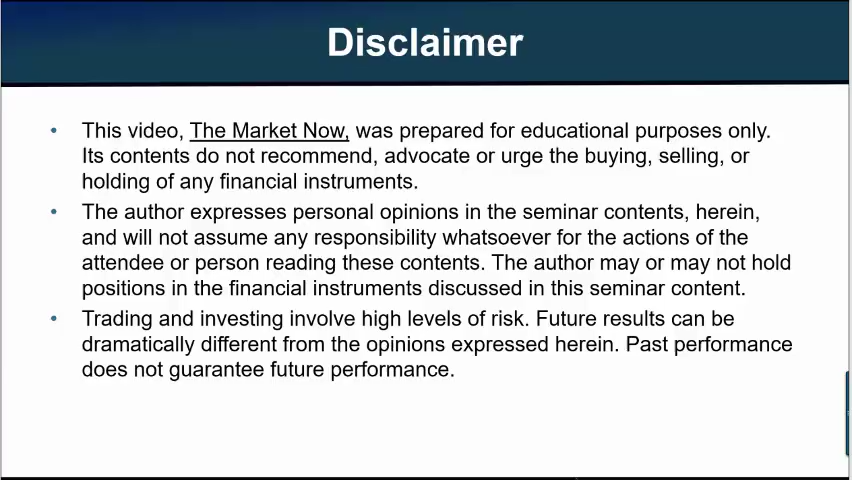 Disclaimer
• This video, The Market Now, was prepared for educational purposes only.
Its contents do not recommend, advocate or urge the buying, selling, or
holding of any financial instruments.
• The author expresses personal opinions in the seminar contents, herein,
and will not assume any responsibility whatsoever for the actions of the
attendee or person reading these contents. The author may or may not hold
positions in the financial instruments discussed in this seminar content.
• Trading and investing involve high levels of risk. Future results can be
dramatically different from the opinions expressed herein. Past performance
does not guarantee future performance.